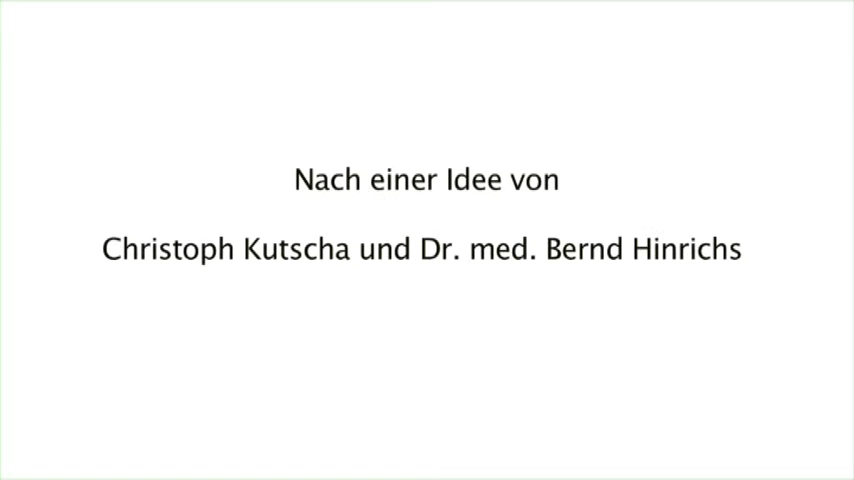 Nach einer Idee von
Christoph Kutscha und Dr. med. Bernd Hinrichs